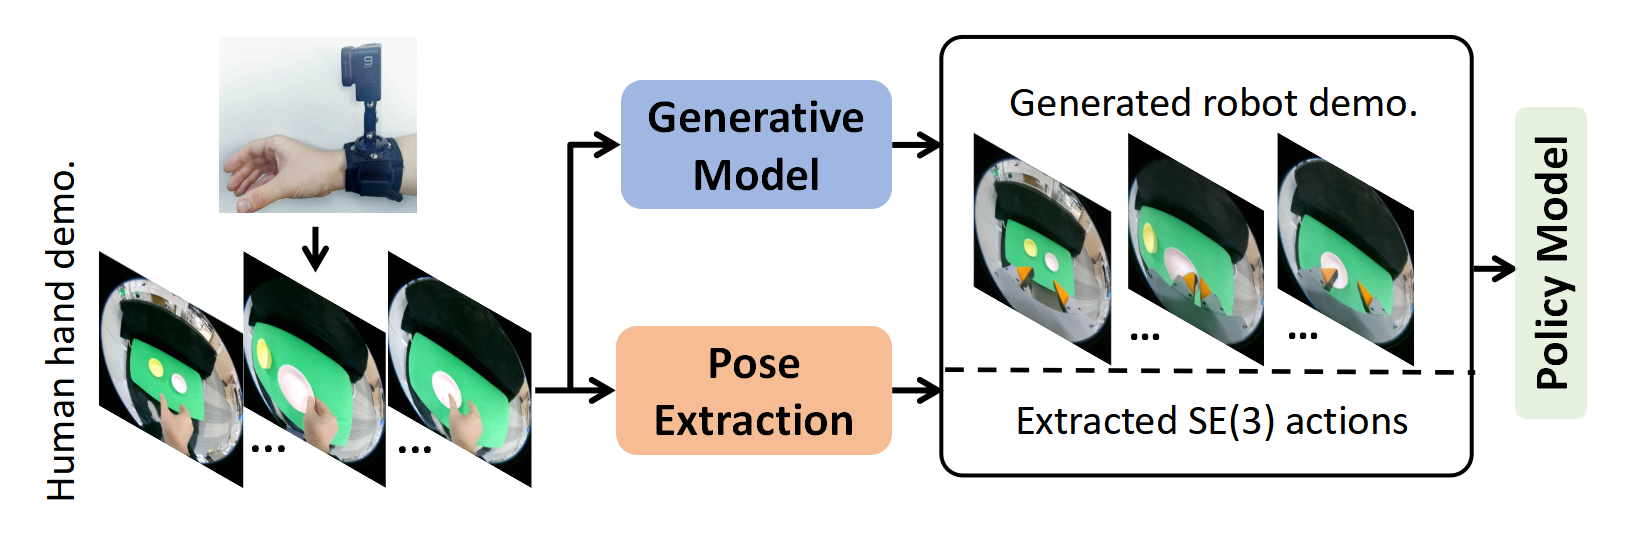 Human hand demo.
...
...
Generative
Model
Pose
Extraction
Generated robot demo.
...
...
Extracted SE(3) actions
Policy Model